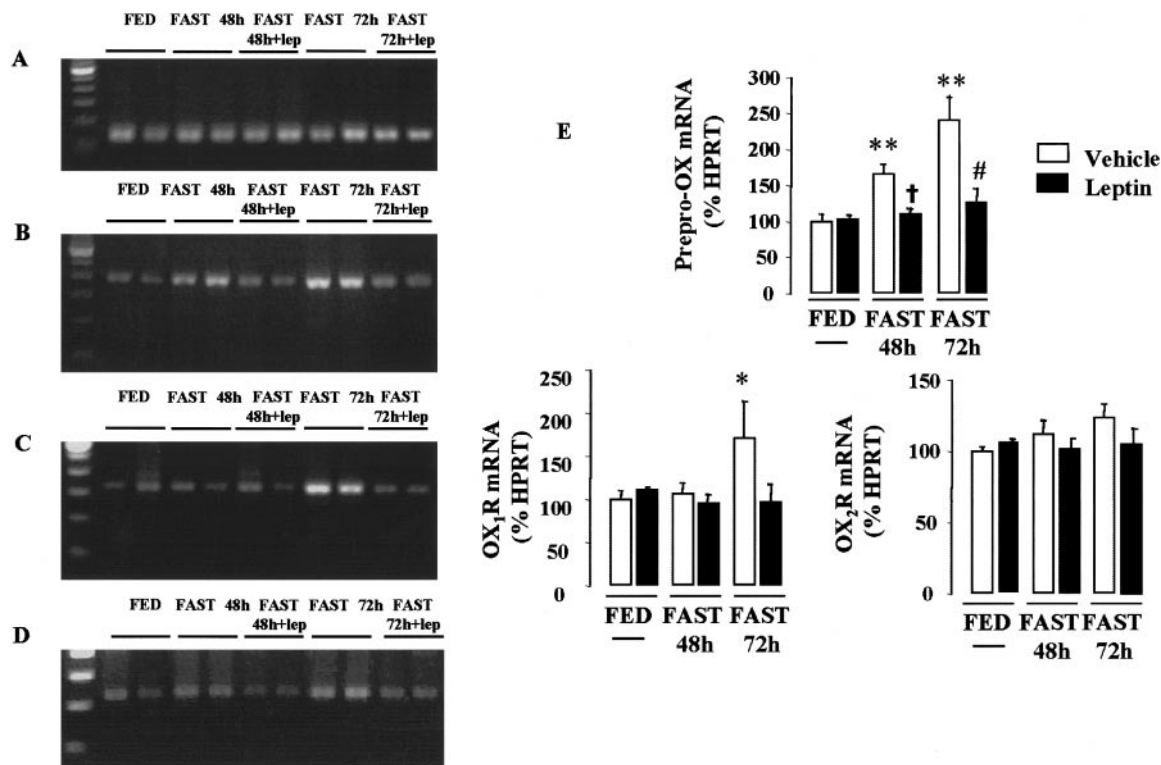 A
FED FAST 48h FAST FAST 72h FAST
48h+lep 72h+lep
B
FED FAST 48h FAST FAST 72h FAST
48h+lep 72h+lep
C
FED FAST 48h FAST FAST 72h FAST
48h+lep 72h+lep
D
FED FAST 48h FAST FAST 72h FAST
48h+lep 72h+lep
E
Prepro-OX mRNA
(% HPRT)
300
250
200
150
100
50
0
**
†
**
#
FED FAST FAST
48h 72h
Vehicle
Leptin
OX₁R mRNA
(% HPRT)
250
200
150
100
50
0
*
FED FAST FAST
48h 72h
OX₂R mRNA
(% HPRT)
150
100
50
0
FED FAST FAST
48h 72h